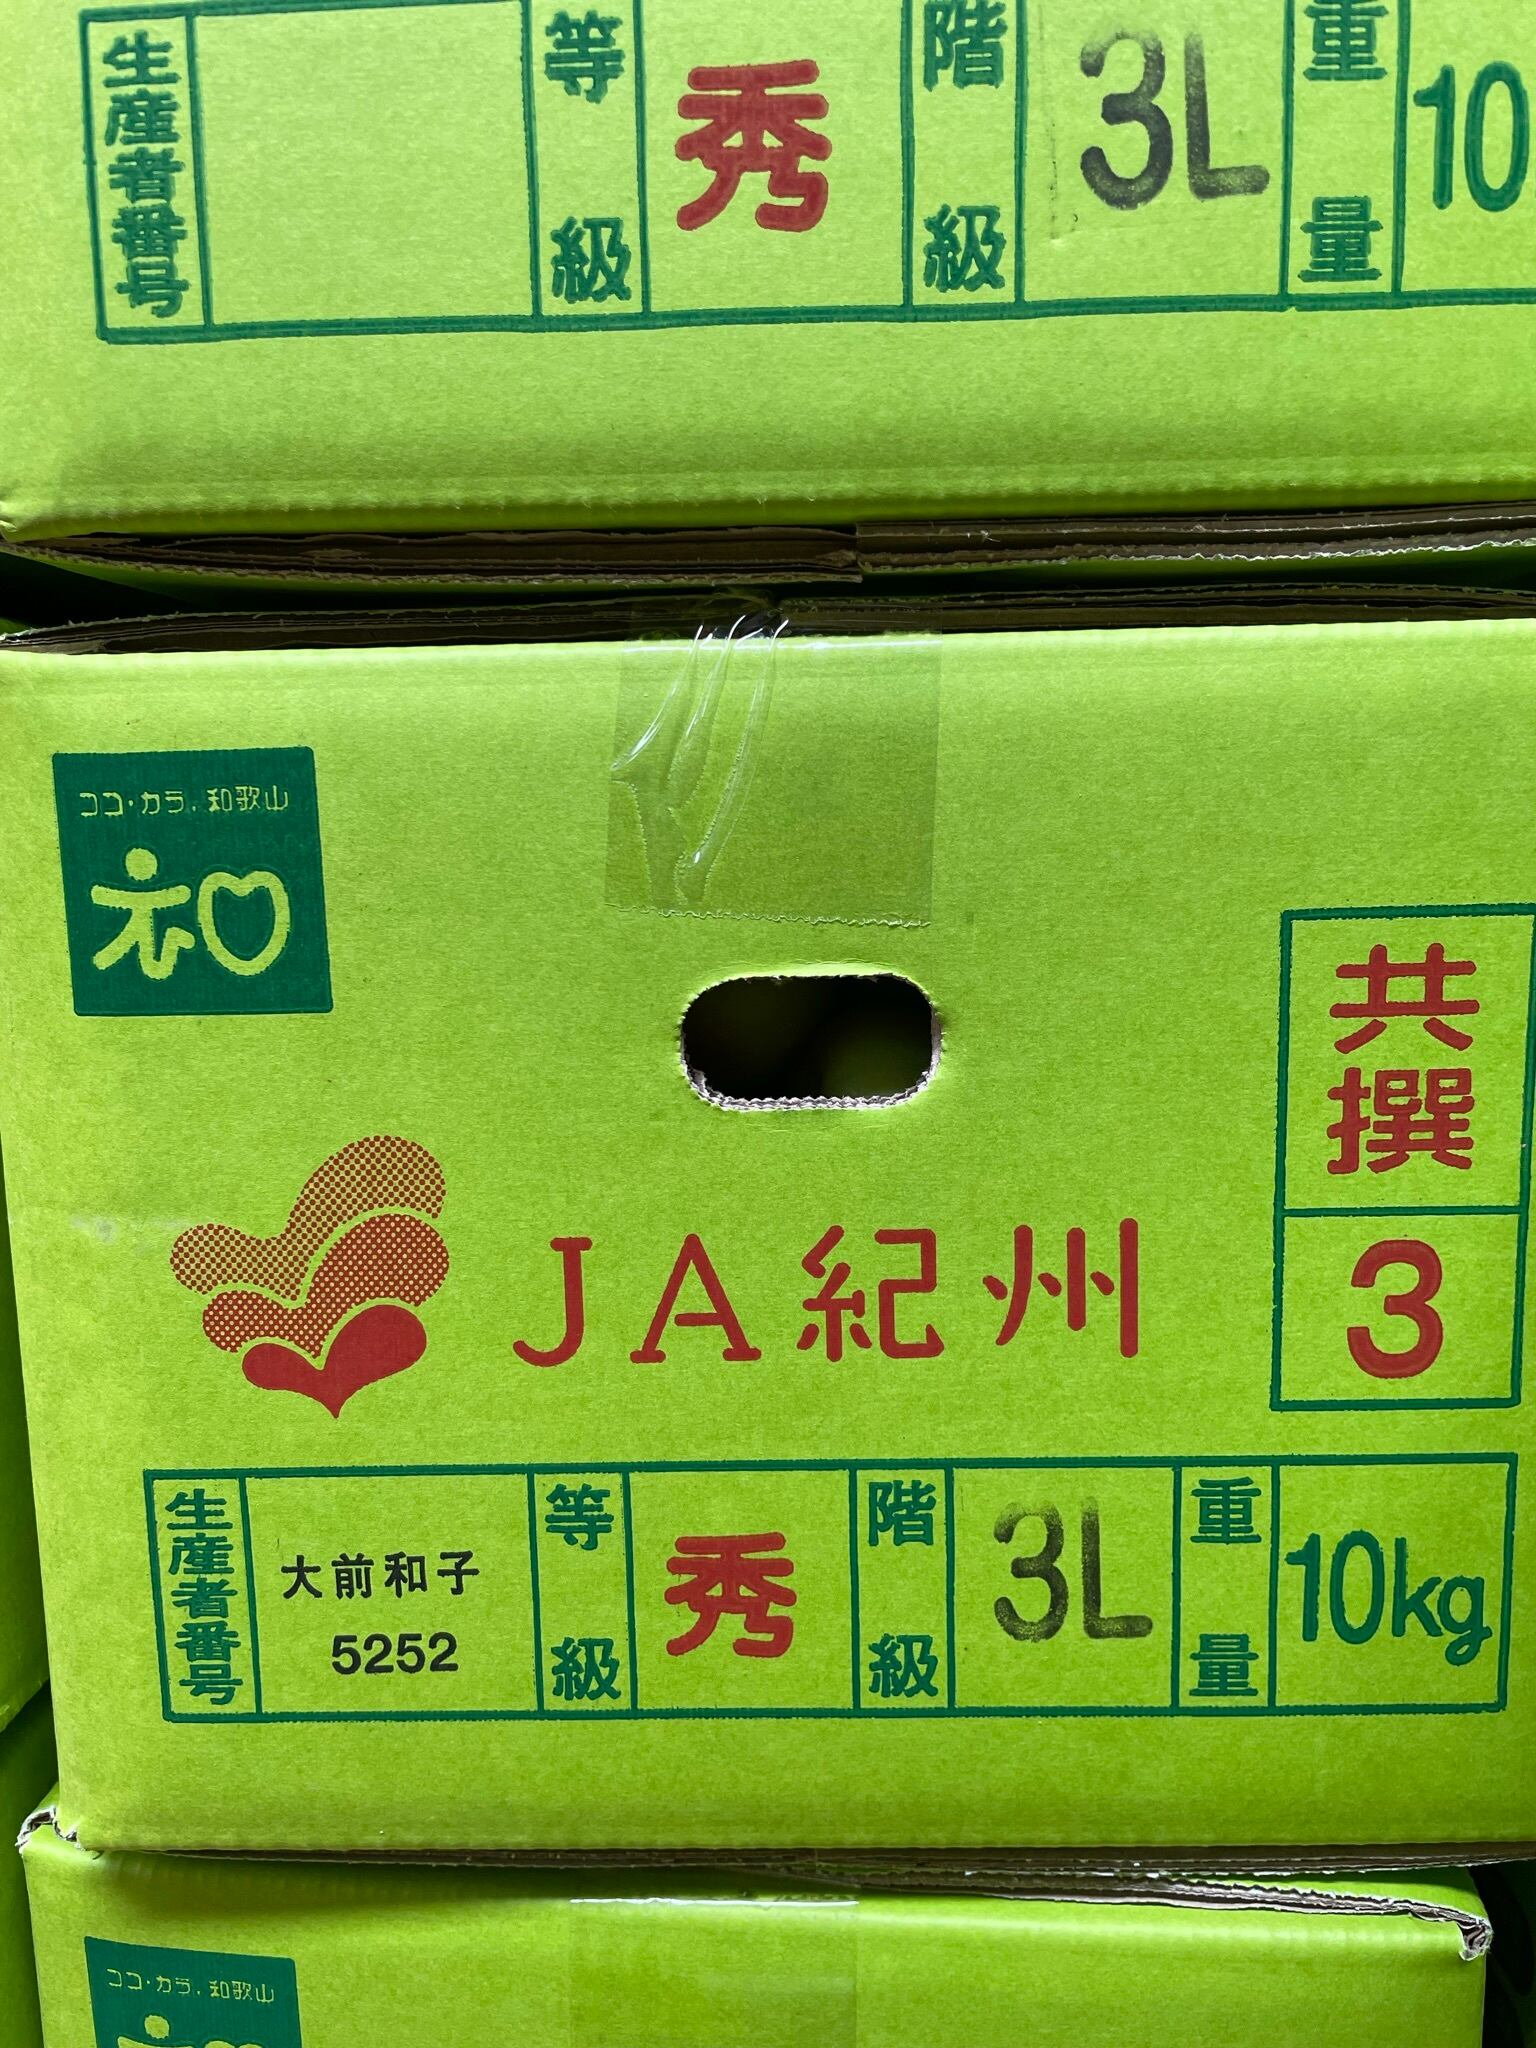 生産者番号
等級
秀
階級
3L
重量
10
ココ・カラ、和歌山
和
共撰
3
JA紀州
生産者番号
大前和子
5252
等級
秀
階級
3L
重量
10kg
ココ・カラ、和歌山